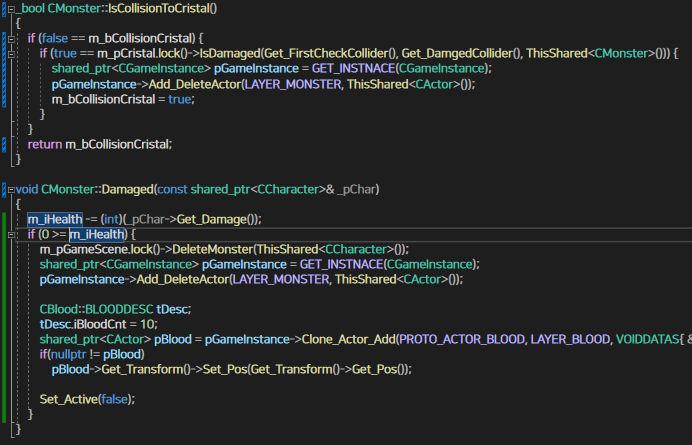 _bool CMonster::IsCollisionToCristal()
{
if (false == m_bCollisionCristal) {
if (true == m_pCristal.lock()->IsDamaged(Get_FirstCheckCollider(), Get_DamgedCollider(), ThisShared<CMonster>())) {
shared_ptr<CGameInstance> pGameInstance = GET_INSTNACE(CGameInstance);
pGameInstance->Add_DeleteActor(LAYER_MONSTER, ThisShared<CActor>());
m_bCollisionCristal = true;
}
}
return m_bCollisionCristal;
}
void CMonster::Damaged(const shared_ptr<CCharacter>& _pChar)
{
m_iHealth -= (int)(_pChar->Get_Damage());
if (0 >= m_iHealth) {
m_pGameScene.lock()->DeleteMonster(ThisShared<CCharacter>());
shared_ptr<CGameInstance> pGameInstance = GET_INSTNACE(CGameInstance);
pGameInstance->Add_DeleteActor(LAYER_MONSTER, ThisShared<CActor>());
CBlood::BLOODDESC tDesc;
tDesc.iBloodCnt = 10;
shared_ptr<CActor> pBlood = pGameInstance->Clone_Actor_Add(PROTO_ACTOR_BLOOD, LAYER_BLOOD, VOIDDATAS{ &
if(nullptr != pBlood)
pBlood->Get_Transform()->Set_Pos(Get_Transform()->Get_Pos());
Set_Active(false);
}
}